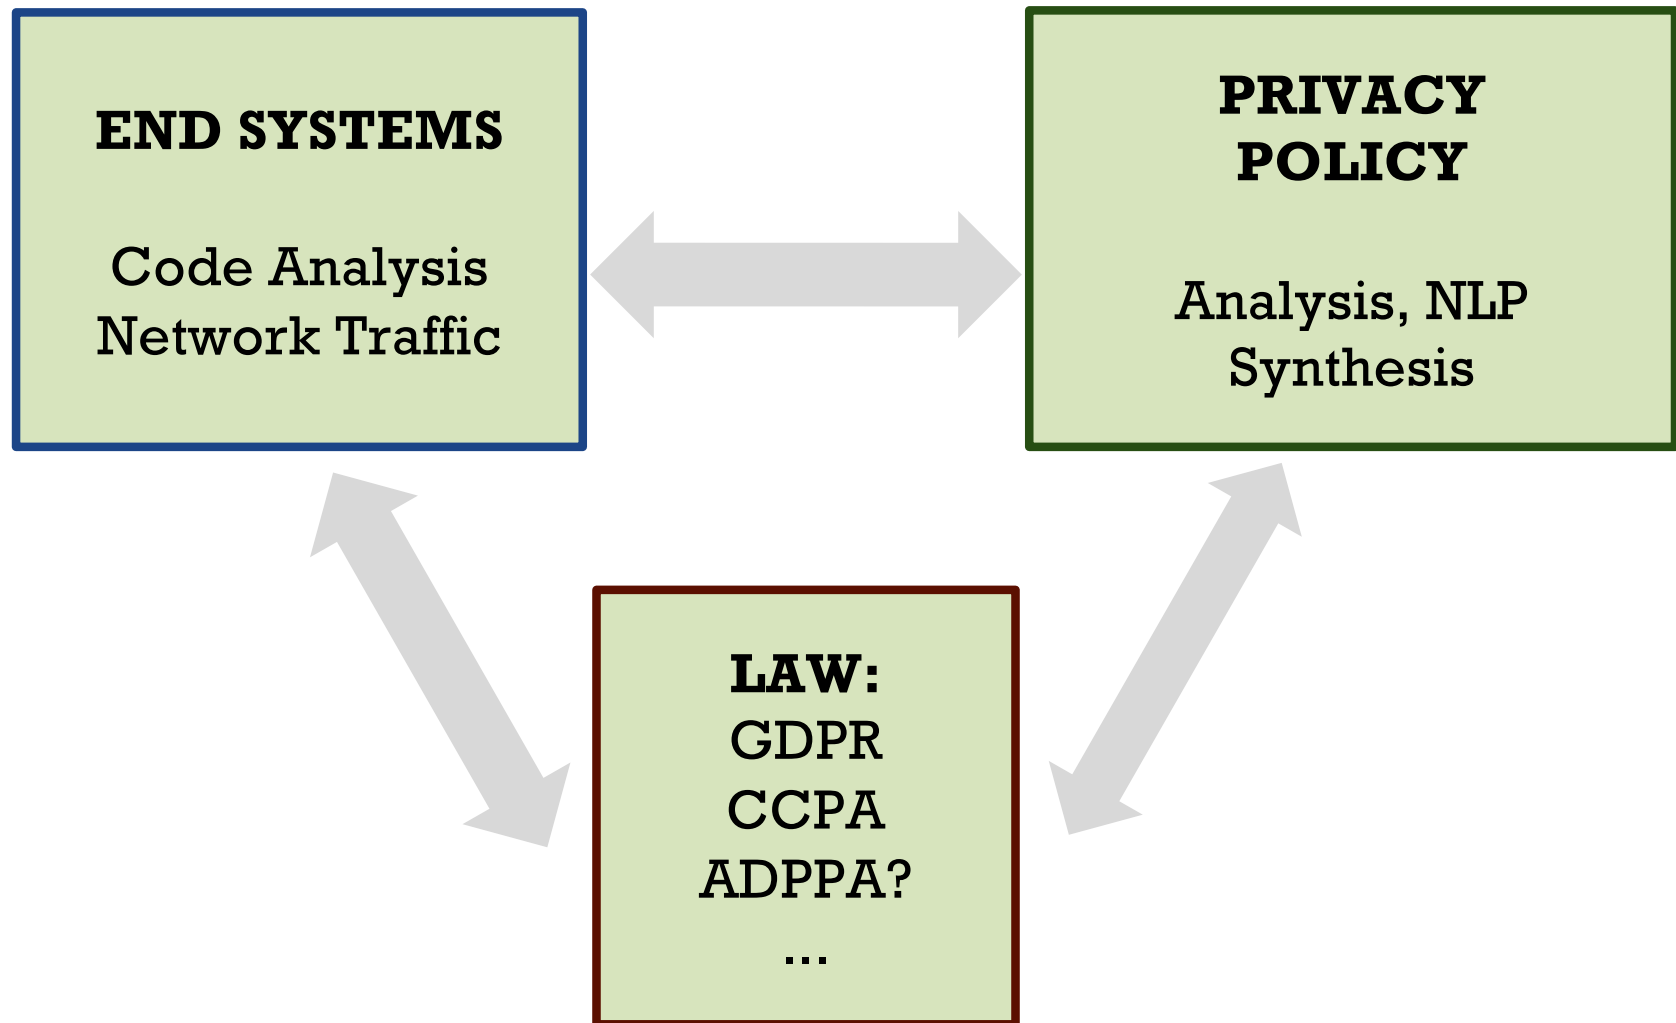 END SYSTEMS
Code Analysis
Network Traffic
PRIVACY
POLICY
Analysis, NLP
Synthesis
LAW:
GDPR
CCPA
ADPPA?
...